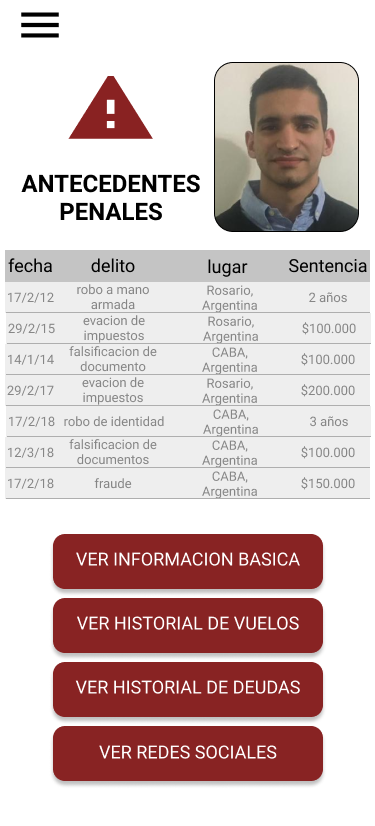 ANTECEDENTES
PENALES
fecha delito lugar Sentencia
17/2/12 robo a mano armada Rosario, Argentina 2 años
29/2/15 evacion de impuestos Rosario, Argentina $100.000
14/1/14 falsificacion de documento CABA, Argentina $100.000
29/2/17 evacion de impuestos Rosario, Argentina $200.000
17/2/18 robo de identidad CABA, Argentina 3 años
12/3/18 falsificacion de documentos CABA, Argentina $100.000
17/2/18 fraude CABA, Argentina $150.000
VER INFORMACION BASICA
VER HISTORIAL DE VUELOS
VER HISTORIAL DE DEUDAS
VER REDES SOCIALES